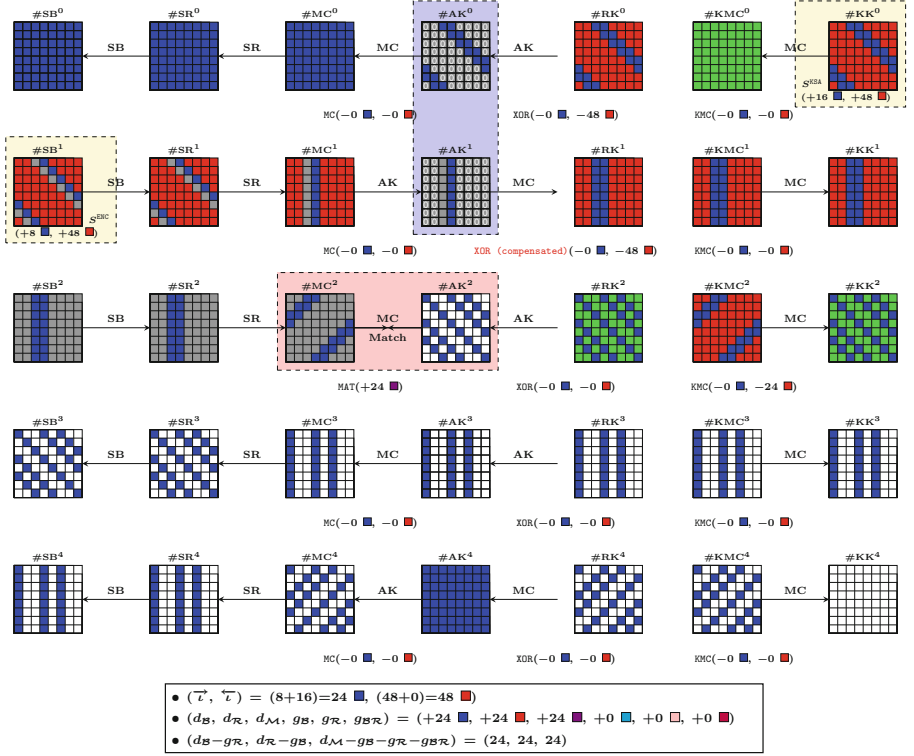 #SB⁰ #SR⁰ #MC⁰ #AK⁰ #RK⁰ #KMC⁰ #KK⁰
SB SR MC AK MC
S^KSA
(+16 , +48 )
MC(−0 , −0 ) XOR(−0 , −48 ) KMC(−0 , −0 )
#SB¹ #SR¹ #MC¹ #AK¹ #RK¹ #KMC¹ #KK¹
SB SR AK MC MC
S^ENC
(+8 , +48 )
MC(−0 , −0 ) XOR (compensated)(−0 , −48 ) KMC(−0 , −0 )
#SB² #SR² #MC² #AK² #RK² #KMC² #KK²
SB SR MC AK MC
Match
MAT(+24 ) XOR(−0 , −0 ) KMC(−0 , −24 )
#SB³ #SR³ #MC³ #AK³ #RK³ #KMC³ #KK³
SB SR MC AK MC
MC(−0 , −0 ) XOR(−0 , −0 ) KMC(−0 , −0 )
#SB⁴ #SR⁴ #MC⁴ #AK⁴ #RK⁴ #KMC⁴ #KK⁴
SB SR AK MC MC
MC(−0 , −0 ) XOR(−0 , −0 ) KMC(−0 , −0 )
• (ι→, ι←) = (8+16)=24 , (48+0)=48 )
• (d_B, d_R, d_M, g_B, g_R, g_BR) = (+24 , +24 , +24 , +0 , +0 , +0 )
• (d_B−g_R, d_R−g_B, d_M−g_B−g_R−g_BR) = (24, 24, 24)